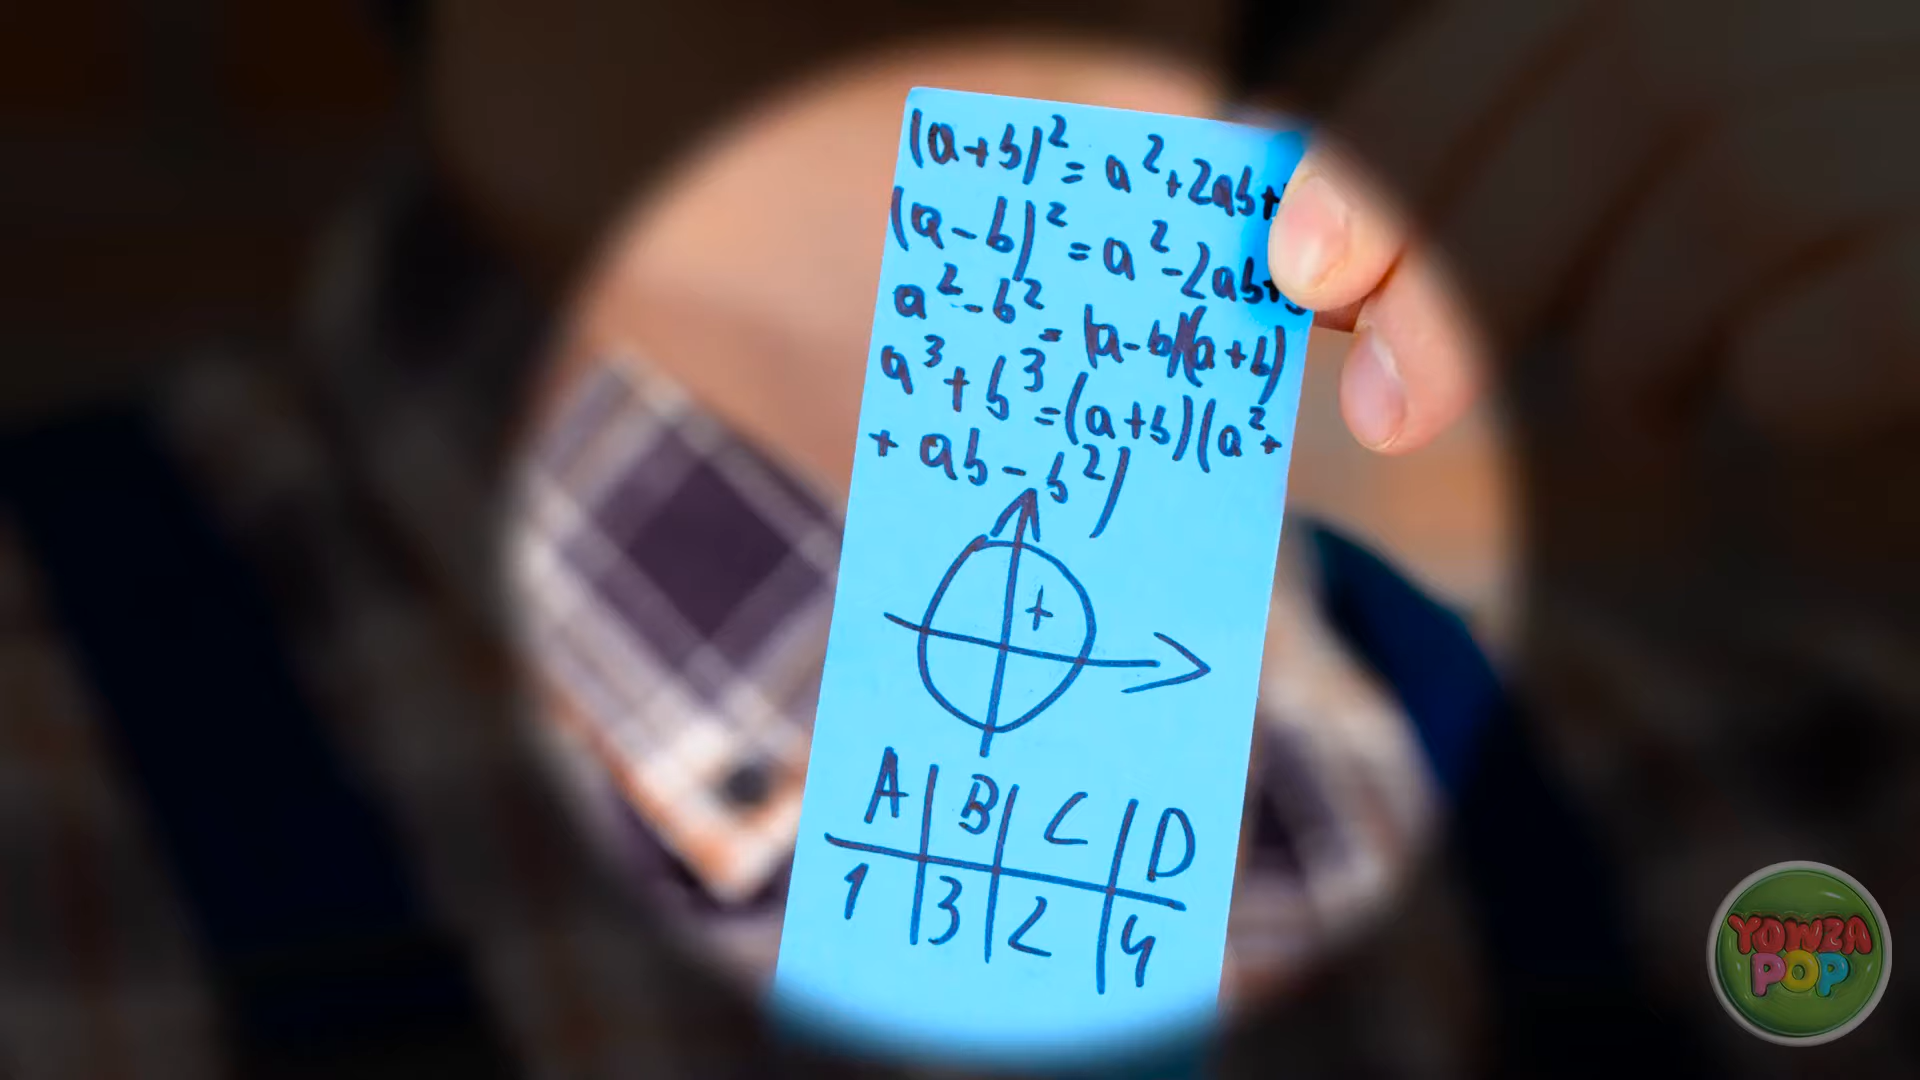 (a+b)² = a²+2ab+
(a-b)² = a²-2ab+
a²-b² = (a-b)(a+b)
a³+b³=(a+b)(a²+
+ ab-b²)
+
A B C D
1 3 2 4
YOWZA
POP